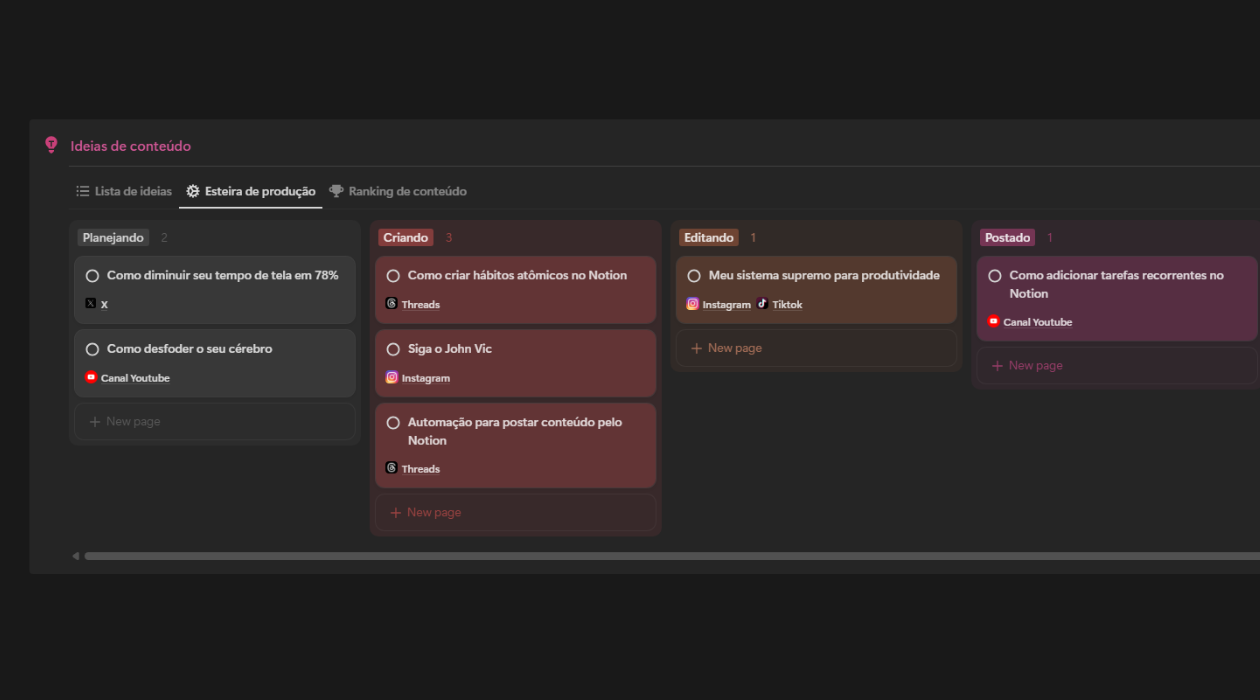 Ideias de conteúdo
Lista de ideias
Esteira de produção
Ranking de conteúdo
Planejando 2
Como diminuir seu tempo de tela em 78%
X
Como desfoder o seu cérebro
Canal Youtube
+ New page
Criando 3
Como criar hábitos atômicos no Notion
Threads
Siga o John Vic
Instagram
Automação para postar conteúdo pelo
Notion
Threads
+ New page
Editando 1
Meu sistema supremo para produtividade
Instagram Tiktok
+ New page
Postado 1
Como adicionar tarefas recorrentes no
Notion
Canal Youtube
+ New page